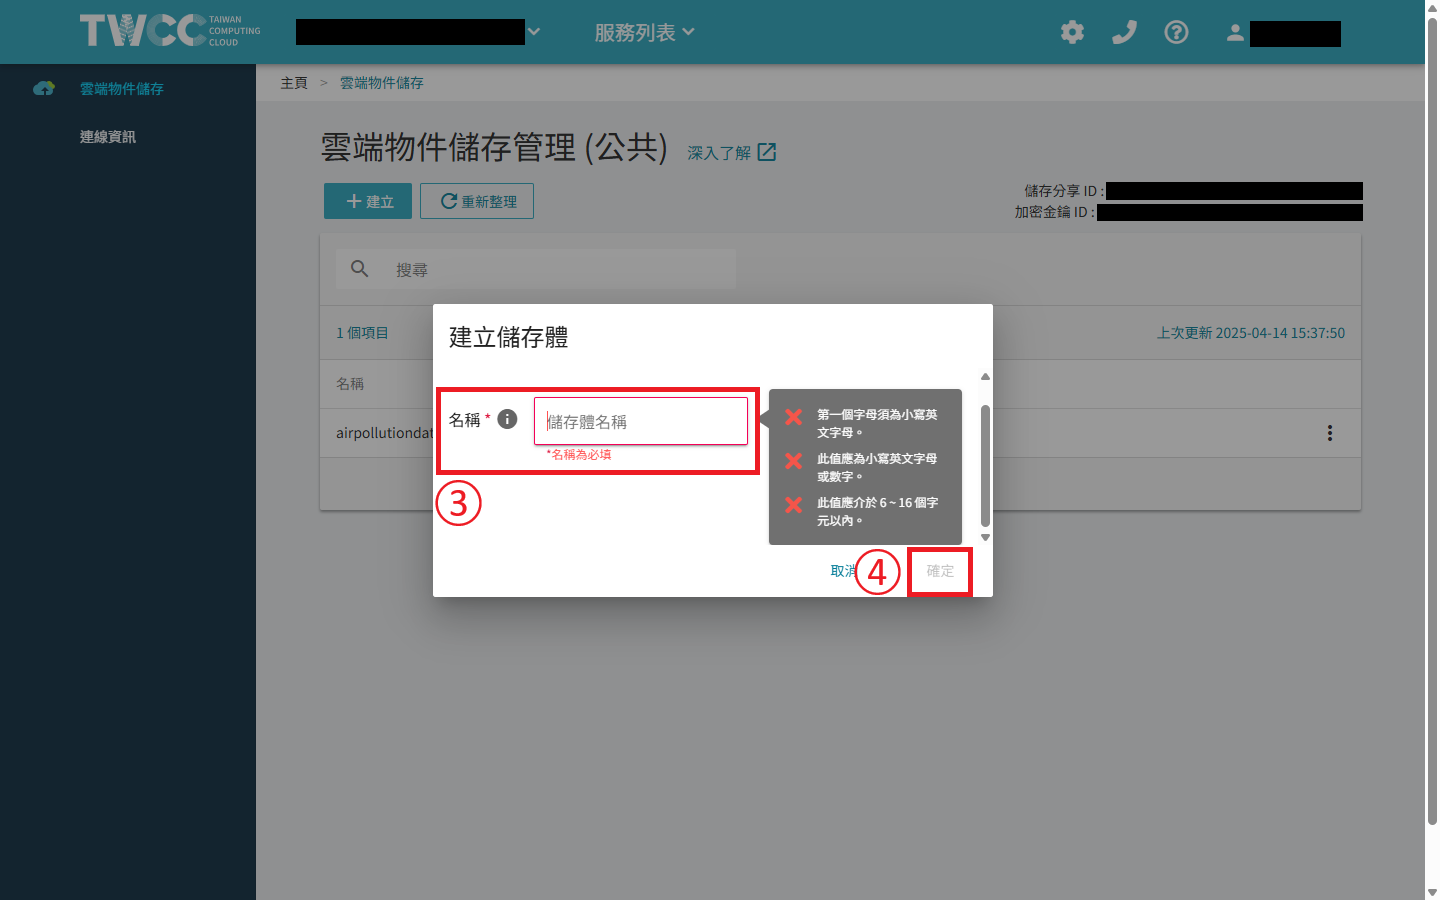 TWCC TAIWAN
COMPUTING
CLOUD
服務列表
雲端物件儲存
連線資訊
主頁 > 雲端物件儲存
雲端物件儲存管理 (公共) 深入了解
建立 重新整理
儲存分享 ID :
加密金鑰 ID :
搜尋
1 個項目
上次更新 2025-04-14 15:37:50
名稱
airpollutiondat
建立儲存體
名稱 *
儲存體名稱
*名稱為必填
③
第一個字母須為小寫英
文字母。
此值應為小寫英文字母
或數字。
此值應介於 6 ~ 16 個字
元以內。
取消
④
確定